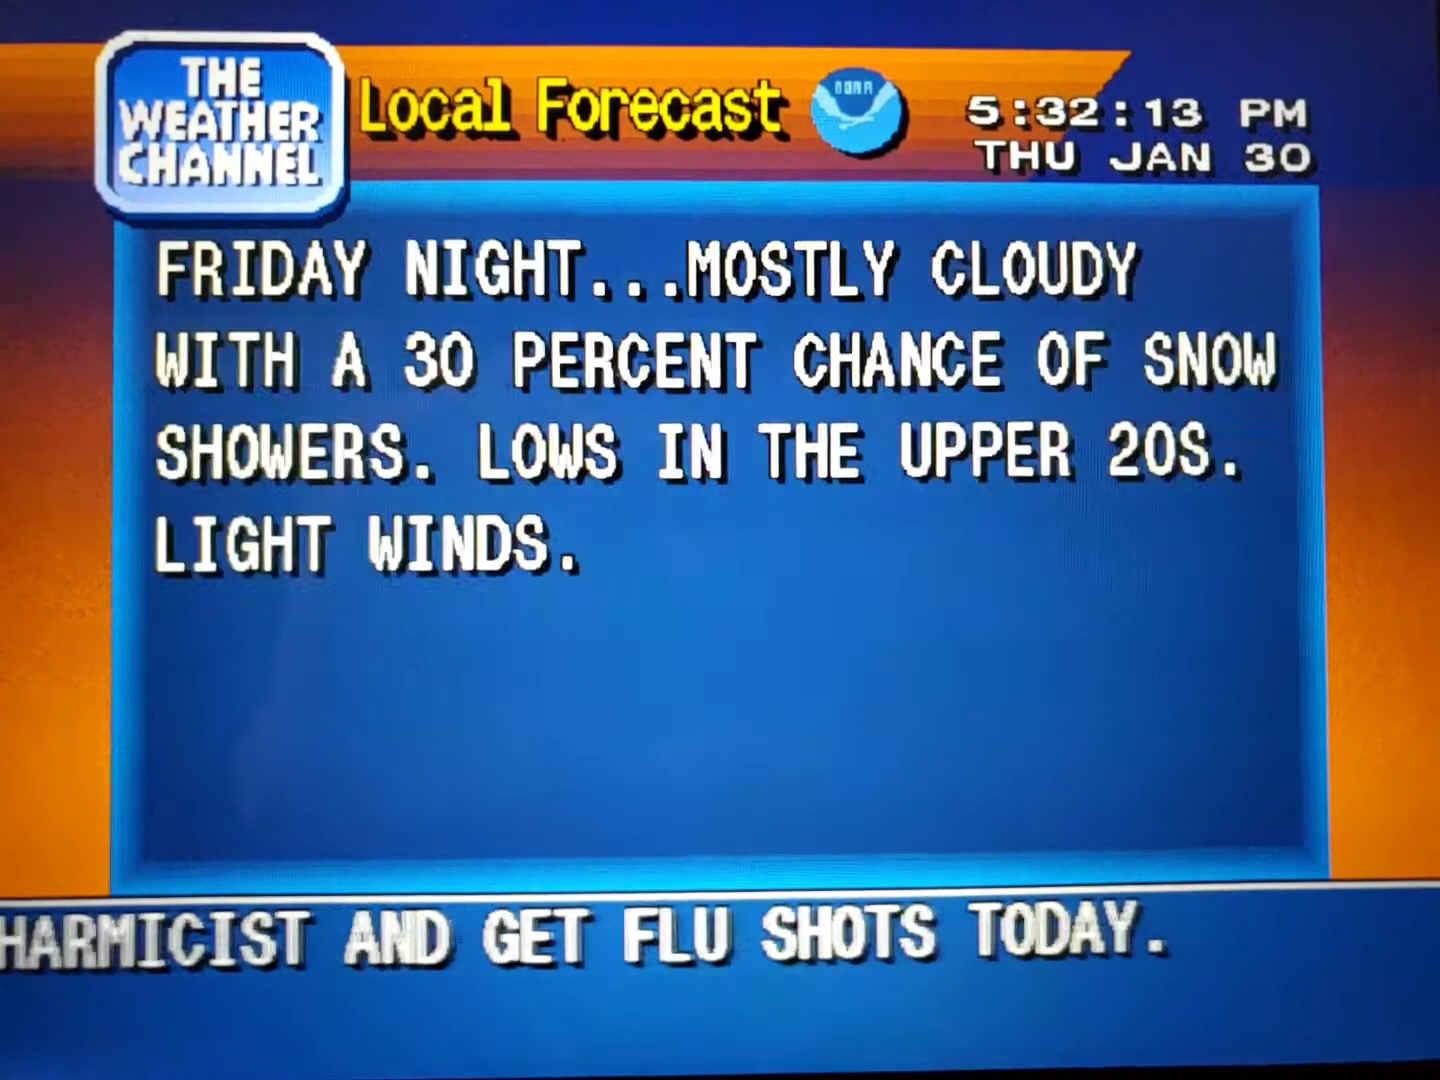 THE
WEATHER
CHANNEL
Local Forecast
NOAA
5:32:13 PM
THU JAN 30
FRIDAY NIGHT...MOSTLY CLOUDY
WITH A 30 PERCENT CHANCE OF SNOW
SHOWERS. LOWS IN THE UPPER 20S.
LIGHT WINDS.
HARMICIST AND GET FLU SHOTS TODAY.